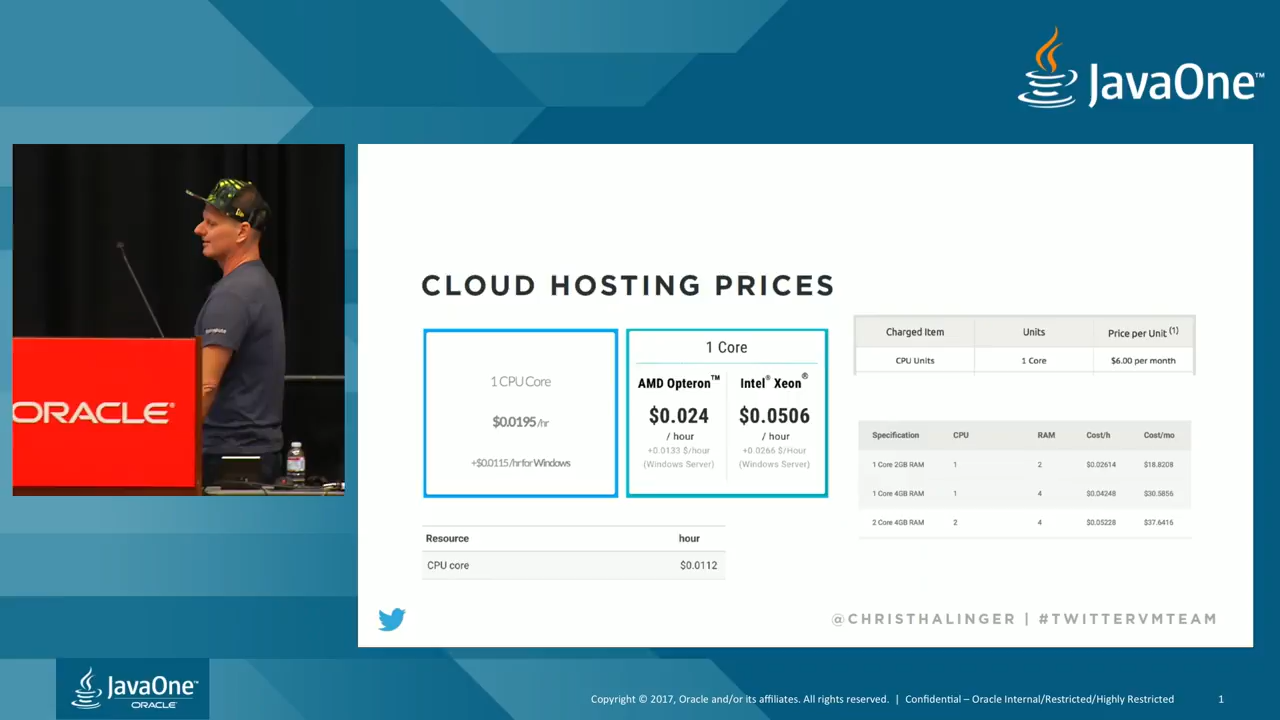 JavaOne™
ORACLE®
CLOUD HOSTING PRICES
1 CPU Core
$0.0195 /hr
+$0.0115 /hr for Windows
1 Core
AMD Opteron™ Intel® Xeon®
$0.024 $0.0506
/ hour / hour
+0.0133 $/hour +0.0266 $/Hour
(Windows Server) (Windows Server)
Charged Item Units Price per Unit (1)
CPU Units 1 Core $6.00 per month
Specification CPU RAM Cost/h Cost/mo
1 Core 2GB RAM 1 2 $0.02614 $18.8208
1 Core 4GB RAM 1 4 $0.04248 $30.5856
2 Core 4GB RAM 2 4 $0.05228 $37.6416
Resource hour
CPU core $0.0112
@CHRISTHALINGER | #TWITTERVMTEAM
JavaOne™
ORACLE®
Copyright © 2017, Oracle and/or its affiliates. All rights reserved. | Confidential – Oracle Internal/Restricted/Highly Restricted 1